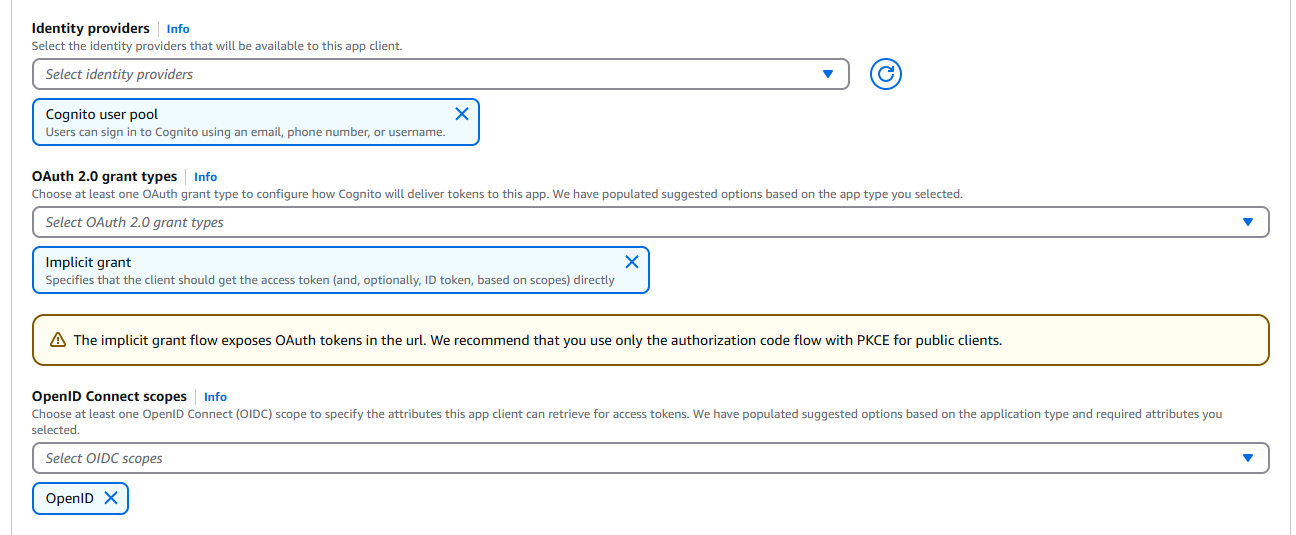 Identity providers Info
Select the identity providers that will be available to this app client.
Select identity providers
Cognito user pool
Users can sign in to Cognito using an email, phone number, or username.
OAuth 2.0 grant types Info
Choose at least one OAuth grant type to configure how Cognito will deliver tokens to this app. We have populated suggested options based on the app type you selected.
Select OAuth 2.0 grant types
Implicit grant
Specifies that the client should get the access token (and, optionally, ID token, based on scopes) directly
The implicit grant flow exposes OAuth tokens in the url. We recommend that you use only the authorization code flow with PKCE for public clients.
OpenID Connect scopes Info
Choose at least one OpenID Connect (OIDC) scope to specify the attributes this app client can retrieve for access tokens. We have populated suggested options based on the application type and required attributes you
selected.
Select OIDC scopes
OpenID